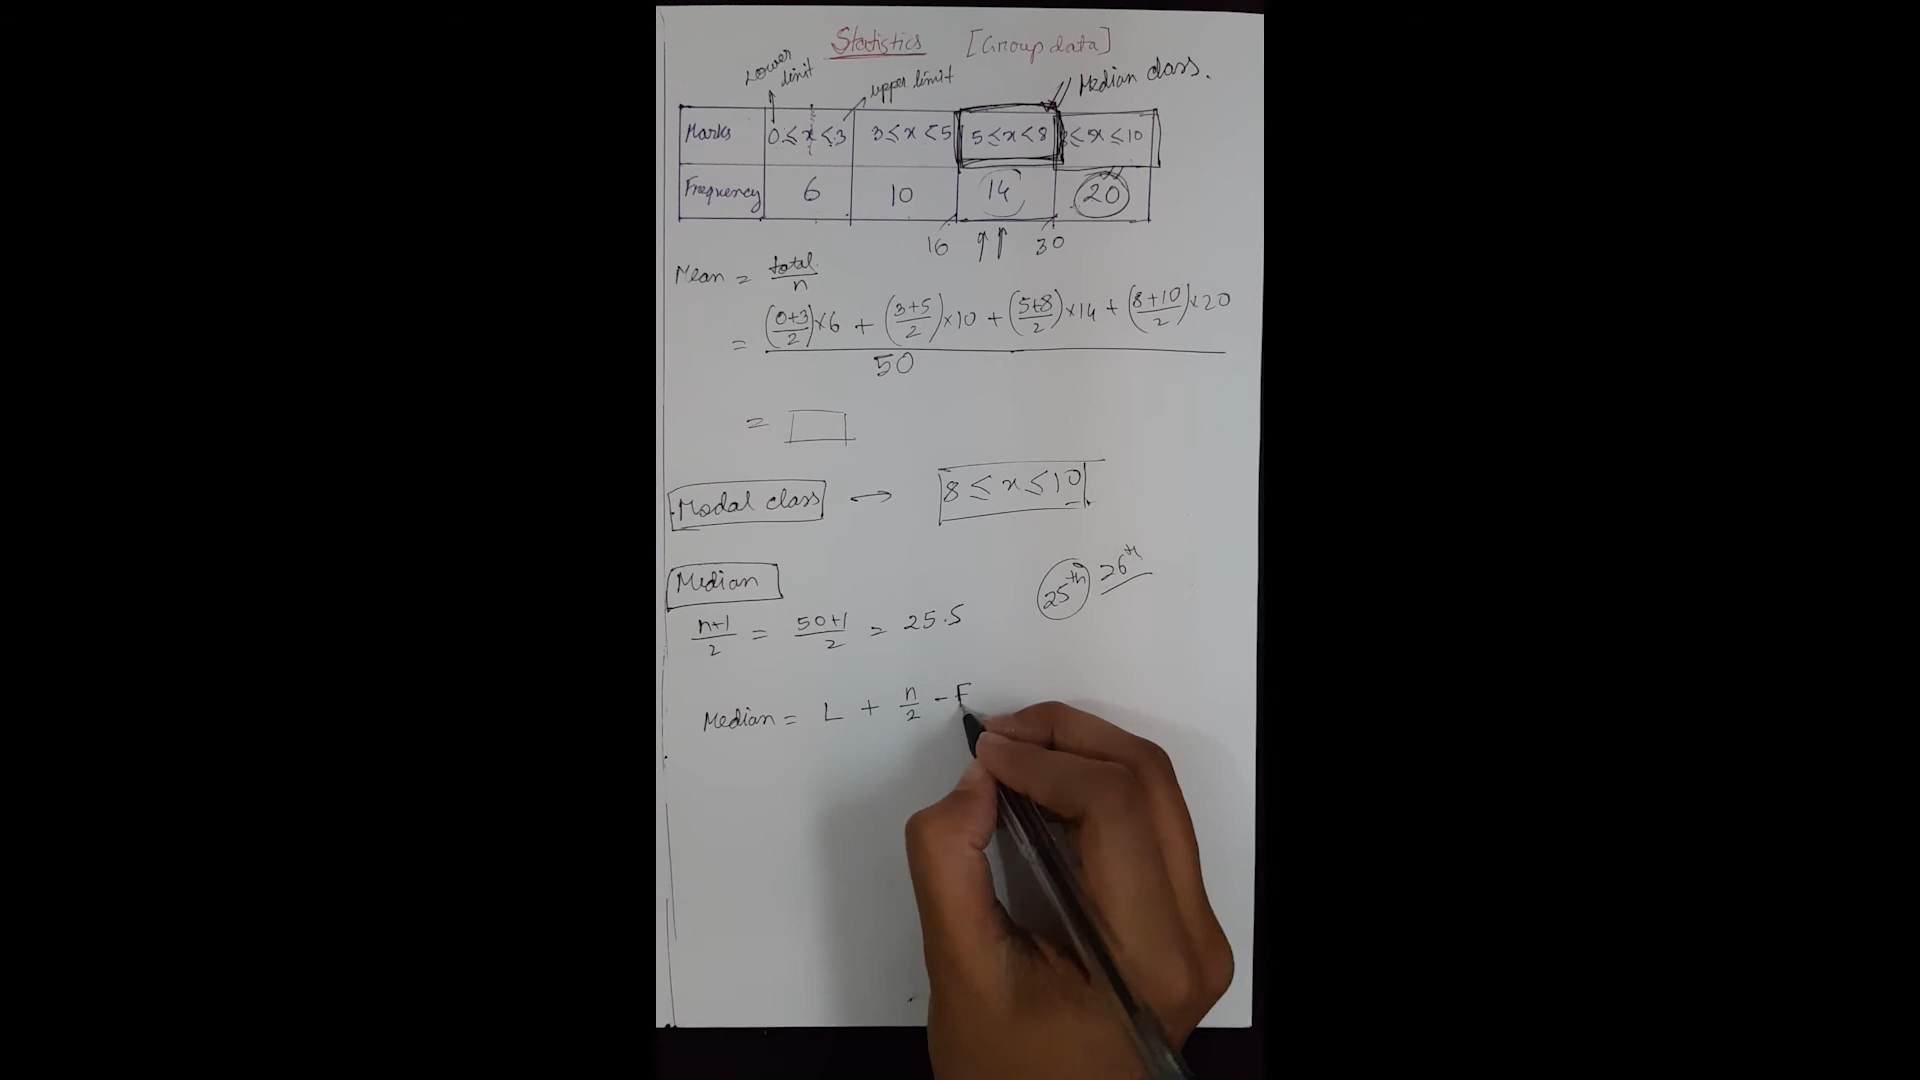 Statistics [Group data]
Lower limit
upper limit
Median class.
Marks 0 ≤ x ≤ 3 3 ≤ x ≤ 5 5 ≤ x ≤ 8 8 ≤ x ≤ 10
Frequency 6 10 14 20
16 30
Mean = total / n
= ((0+3)/2)×6 + ((3+5)/2)×10 + ((5+8)/2)×14 + ((8+10)/2)×20 / 50
=
Modal class ↔ 8 ≤ x ≤ 10
Median
25th 26th
(n+1)/2 = (50+1)/2 = 25.5
Median = L + n/2 - F